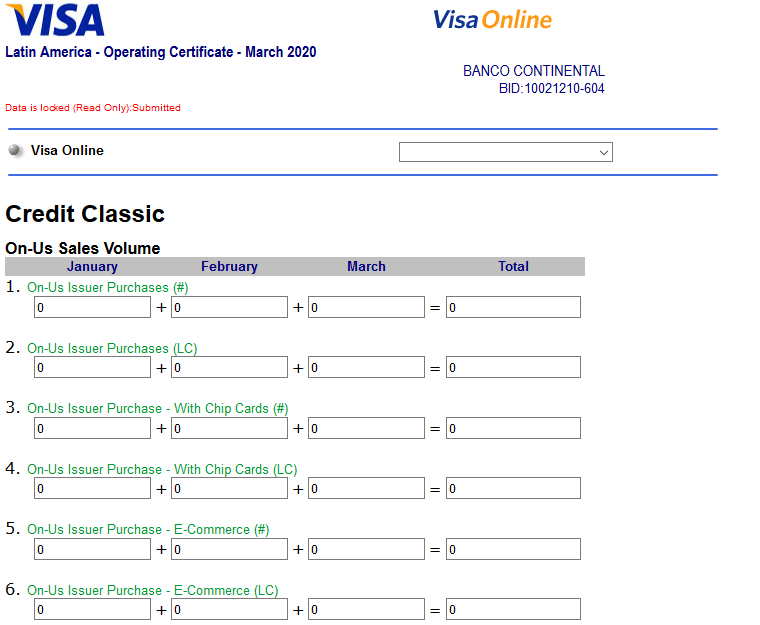 VISA
Visa Online
Latin America - Operating Certificate - March 2020
BANCO CONTINENTAL
BID:10021210-604
Data is locked (Read Only):Submitted
Visa Online
Credit Classic
On-Us Sales Volume
January February March Total
1. On-Us Issuer Purchases (#)
0 + 0 + 0 = 0
2. On-Us Issuer Purchases (LC)
0 + 0 + 0 = 0
3. On-Us Issuer Purchase - With Chip Cards (#)
0 + 0 + 0 = 0
4. On-Us Issuer Purchase - With Chip Cards (LC)
0 + 0 + 0 = 0
5. On-Us Issuer Purchase - E-Commerce (#)
0 + 0 + 0 = 0
6. On-Us Issuer Purchase - E-Commerce (LC)
0 + 0 + 0 = 0